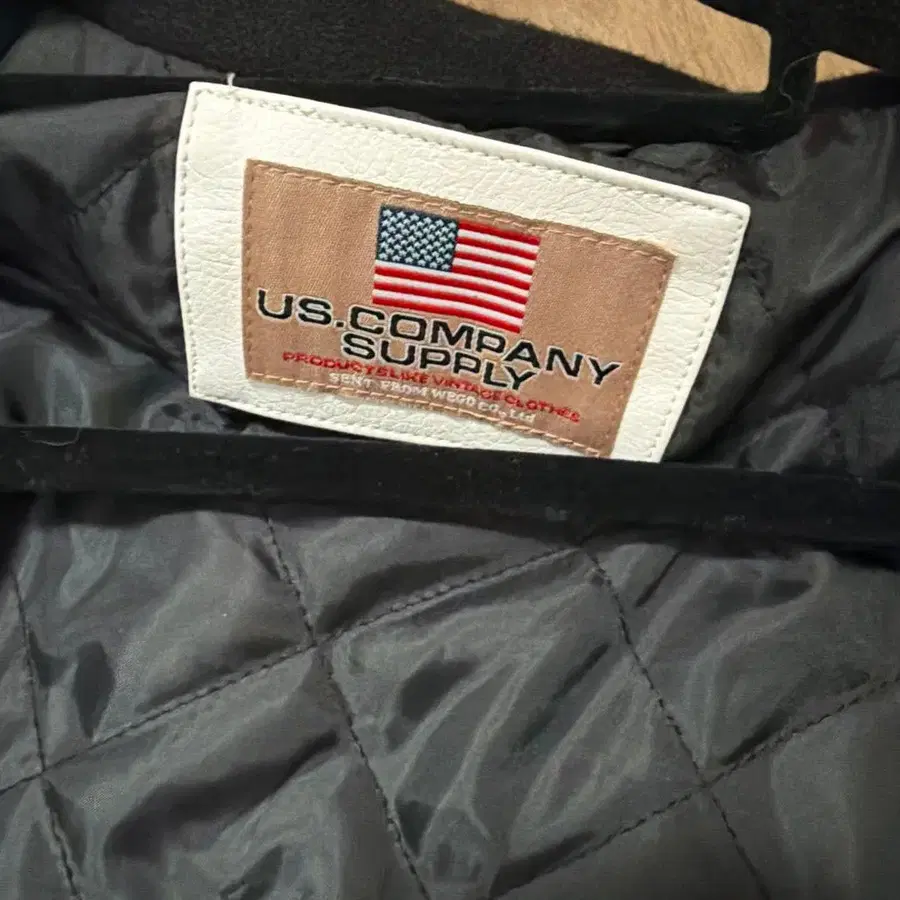 US.COMPANY
SUPPLY
PRODUCTS LIKE VINTAGE CLOTHES
SENT FROM WEGO CO., Ltd